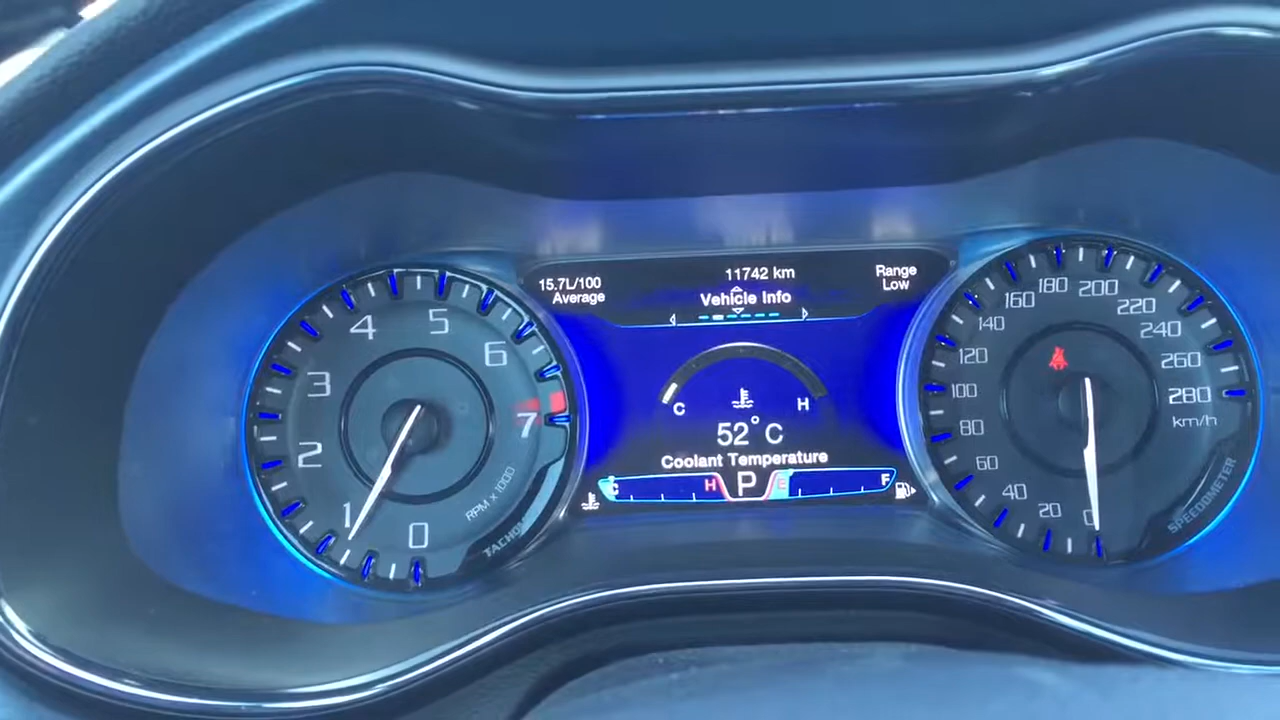 15.7L/100
Average
11742 km
Vehicle Info
Range
Low
C H
52°C
Coolant Temperature
C H P E F
0
1
2
3
4
5
6
7
RPM x 1000
0
20
40
60
80
100
120
140
160
180
200
220
240
260
280
km/h
SPEEDOMETER